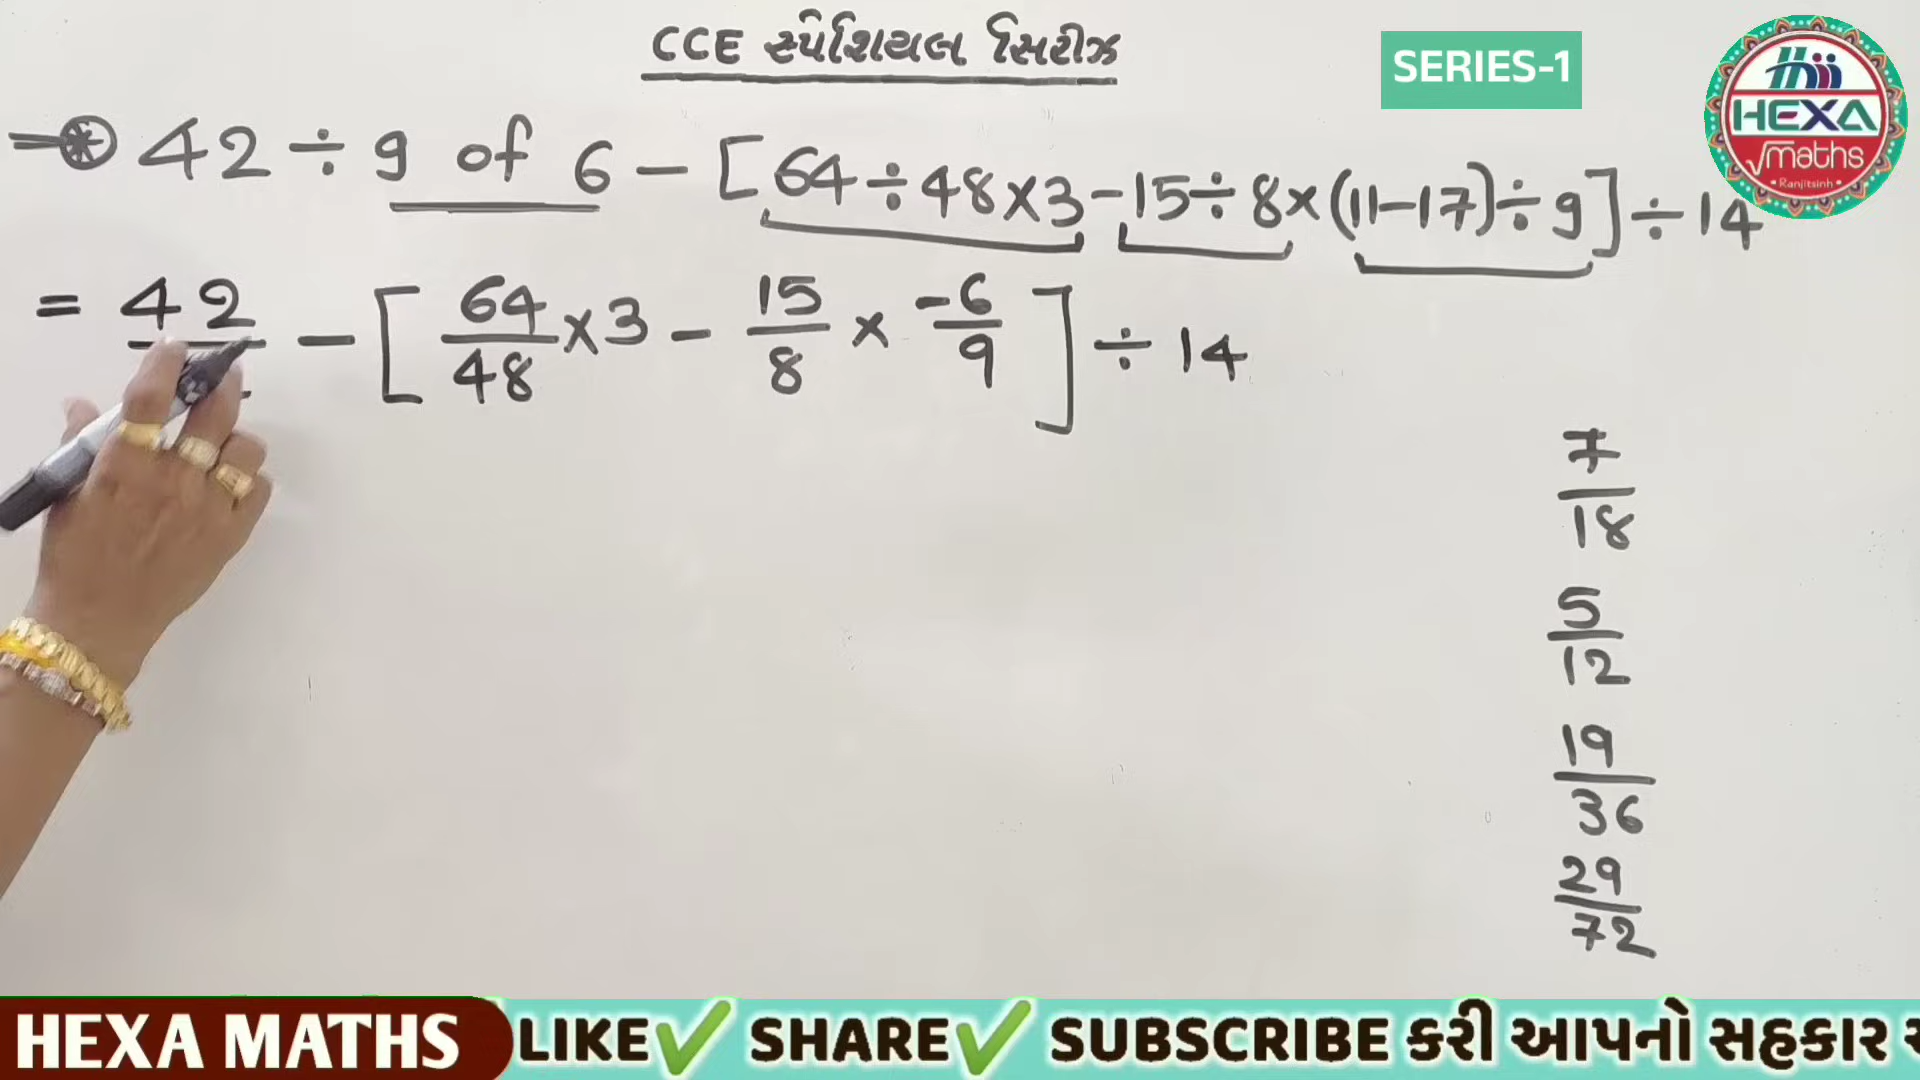 CCE સ્પેશિયલ સિરીઝ
SERIES-1
HEXA
√maths
Ranjitsinh
42 ÷ 9 of 6 - [64÷48×3-15÷8×(11-17)÷9]÷14
= 42/ - [64/48 ×3 - 15/8 × -6/9] ÷ 14
7/18
5/12
19/36
29/72
HEXA MATHS LIKE✓ SHARE✓ SUBSCRIBE કરી આપનો સહકાર